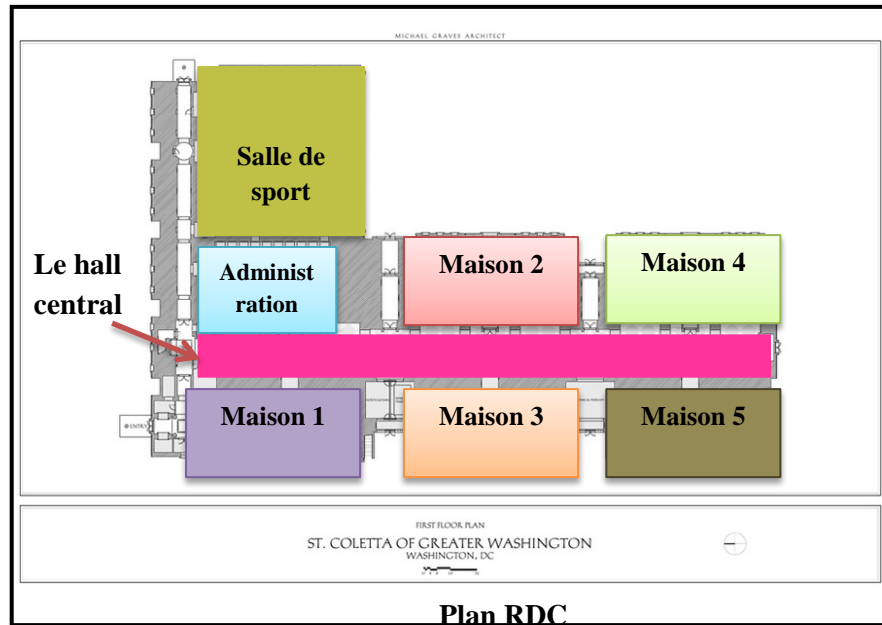 MICHAEL GRAVES ARCHITECT
Salle de
sport
Le hall
central
Administ
ration
Maison 2
Maison 4
Maison 1
Maison 3
Maison 5
ENTRY
FIRST FLOOR PLAN
ST. COLETTA OF GREATER WASHINGTON
WASHINGTON, DC
Plan RDC